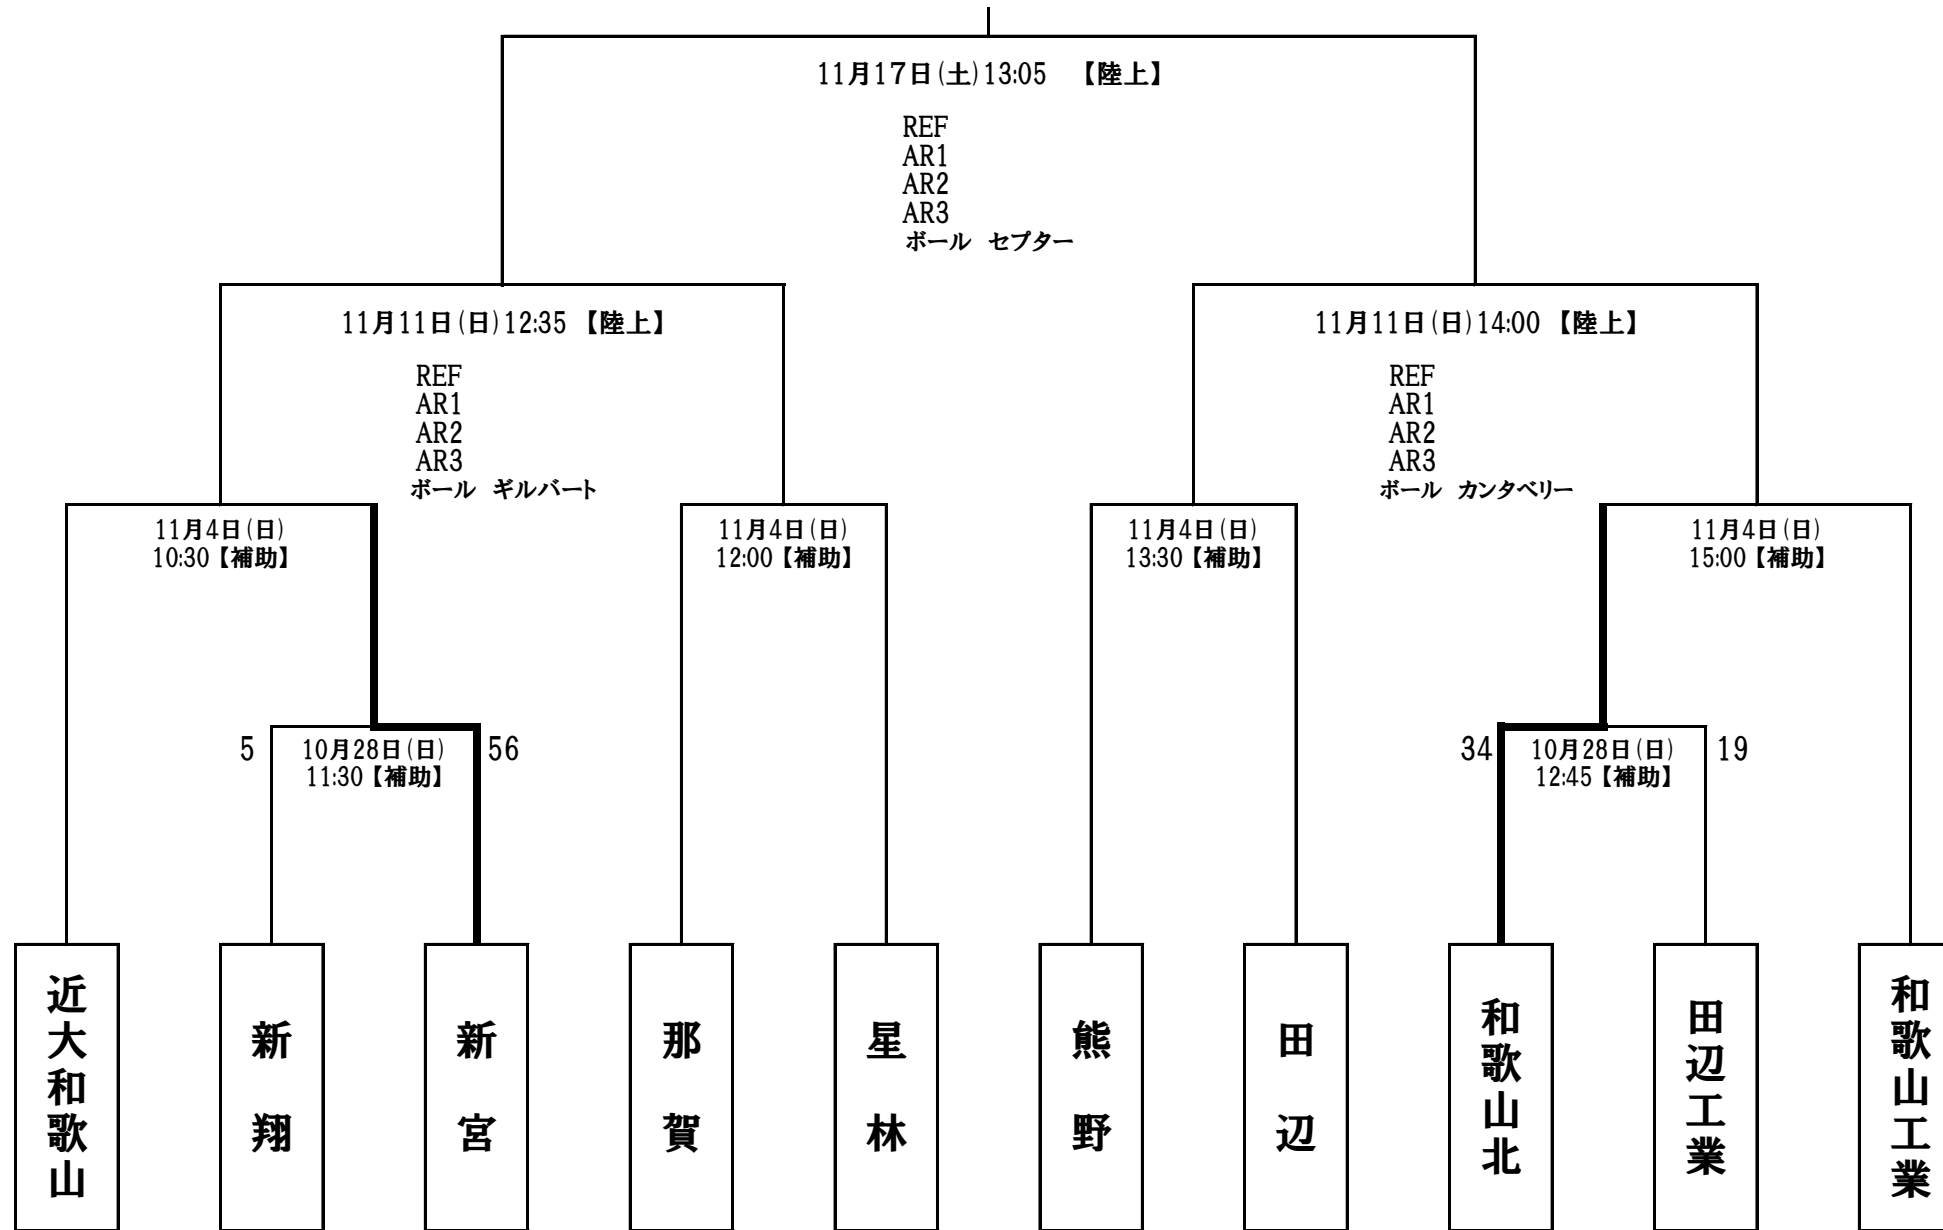 11月17日(土)13:05 【陸上】
REF
AR1
AR2
AR3
ボール セプター
11月11日(日)12:35 【陸上】
REF
AR1
AR2
AR3
ボール ギルバート
11月11日(日)14:00 【陸上】
REF
AR1
AR2
AR3
ボール カンタベリー
11月4日(日)
10:30【補助】
11月4日(日)
12:00【補助】
11月4日(日)
13:30【補助】
11月4日(日)
15:00【補助】
5
10月28日(日)
11:30【補助】
56
34
10月28日(日)
12:45【補助】
19
近大和歌山
新翔
新宮
那賀
星林
熊野
田辺
和歌山北
田辺工業
和歌山工業